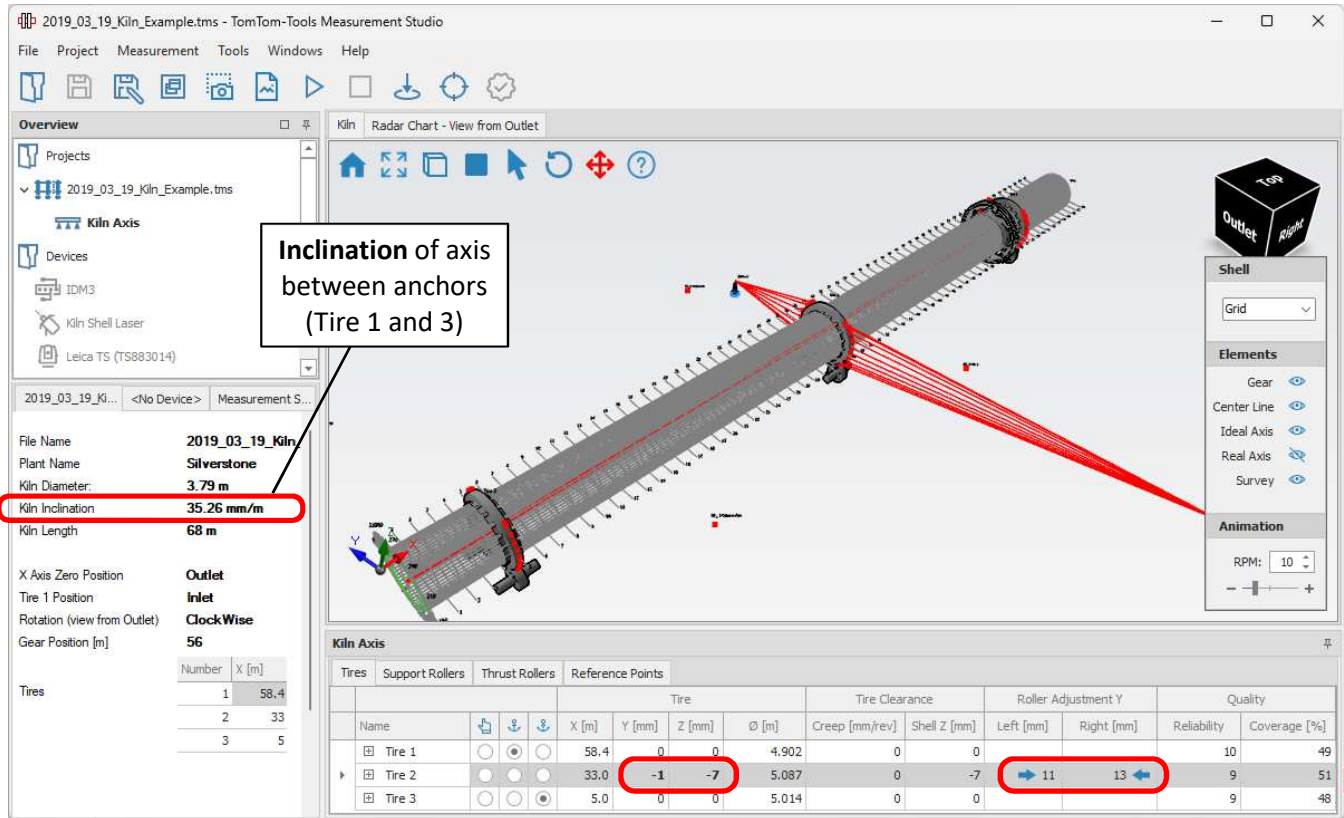 2019_03_19_Kiln_Example.tms - TomTom-Tools Measurement Studio
File Project Measurement Tools Windows Help
Overview
Projects
2019_03_19_Kiln_Example.tms
Kiln Axis
Devices
IDM3
Kiln Shell Laser
Leica TS (TS883014)
2019_03_19_Ki... <No Device> Measurement S...
File Name 2019_03_19_Kiln_
Plant Name Silverstone
Kiln Diameter: 3.79 m
Kiln Inclination 35.26 mm/m
Kiln Length 68 m
X Axis Zero Position Outlet
Tire 1 Position Inlet
Rotation (view from Outlet) ClockWise
Gear Position [m] 56
Number X [m]
Tires 1 58.4
2 33
3 5
Inclination of axis
between anchors
(Tire 1 and 3)
Kiln Radar Chart - View from Outlet
Top
Outlet Right
Shell
Grid
Elements
Gear
Center Line
Ideal Axis
Real Axis
Survey
Animation
RPM: 10
- +
Y Z X
Kiln Axis
Tires Support Rollers Thrust Rollers Reference Points
Tire Tire Clearance Roller Adjustment Y Quality
Name X [m] Y [mm] Z [mm] Ø [m] Creep [mm/rev] Shell Z [mm] Left [mm] Right [mm] Reliability Coverage [%]
Tire 1 58.4 0 0 4.902 0 0 10 49
Tire 2 33.0 -1 -7 5.087 0 -7 11 13 9 51
Tire 3 5.0 0 0 5.014 0 0 9 48